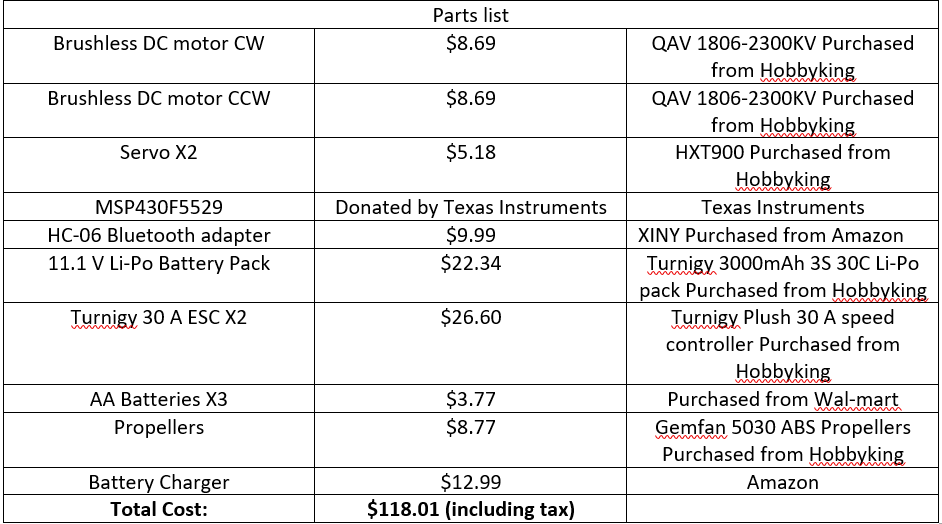 Parts list
Brushless DC motor CW $8.69 QAV 1806-2300KV Purchased
from Hobbyking
Brushless DC motor CCW $8.69 QAV 1806-2300KV Purchased
from Hobbyking
Servo X2 $5.18 HXT900 Purchased from
Hobbyking
MSP430F5529 Donated by Texas Instruments Texas Instruments
HC-06 Bluetooth adapter $9.99 XINY Purchased from Amazon
11.1 V Li-Po Battery Pack $22.34 Turnigy 3000mAh 3S 30C Li-Po
pack Purchased from Hobbyking
Turnigy 30 A ESC X2 $26.60 Turnigy Plush 30 A speed
controller Purchased from
Hobbyking
AA Batteries X3 $3.77 Purchased from Wal-mart
Propellers $8.77 Gemfan 5030 ABS Propellers
Purchased from Hobbyking
Battery Charger $12.99 Amazon
Total Cost: $118.01 (including tax)